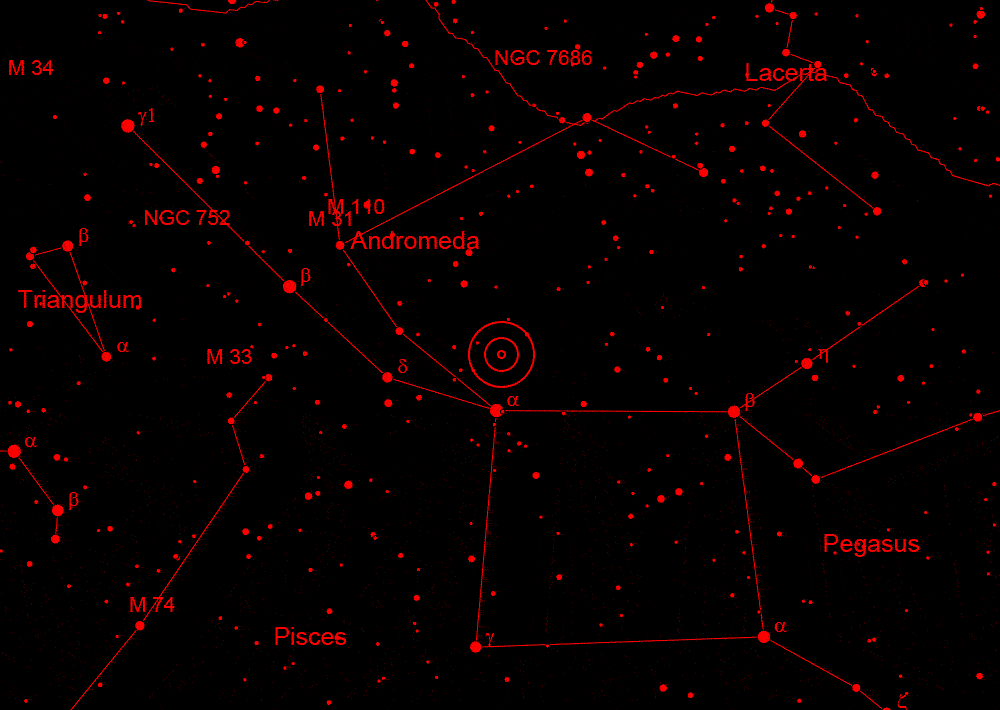 NGC 7686
M 34
Lacerta
γ1
M 110
NGC 752
M 31
β
Andromeda
β
Triangulum
α
M 33
η
δ
α
β
α
β
Pegasus
M 74
α
Pisces
γ
ζ